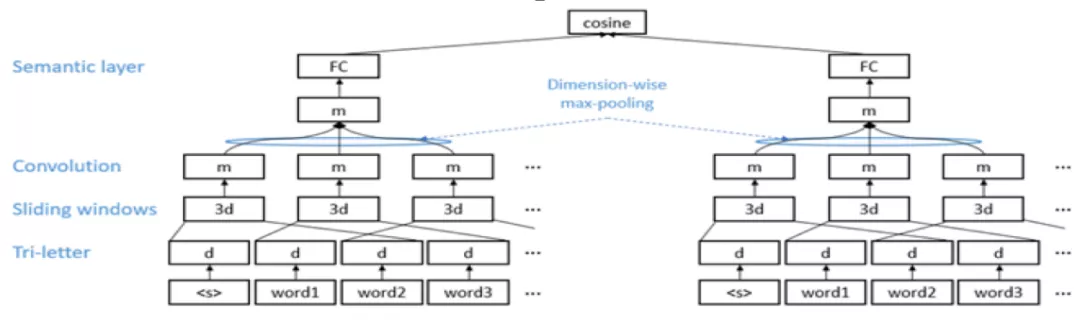 cosine
Semantic layer FC FC
Dimension-wise
max-pooling
m m
Convolution m m m ... m m m ...
Sliding windows 3d 3d 3d ... 3d 3d 3d ...
Tri-letter d d d d ... d d d d ...
<s> word1 word2 word3 ... <s> word1 word2 word3 ...